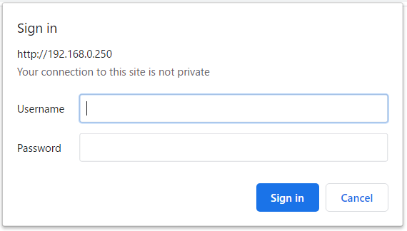 Sign in
http://192.168.0.250
Your connection to this site is not private
Username
Password
Sign in Cancel